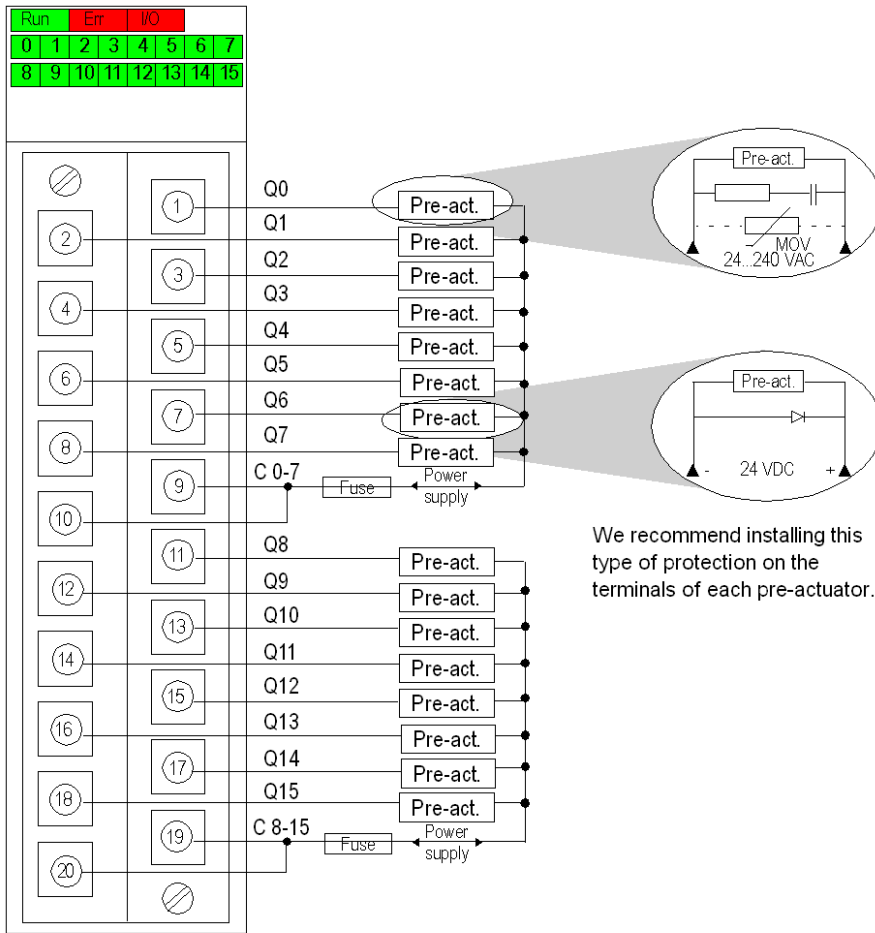 Run Err I/O
0 1 2 3 4 5 6 7
8 9 10 11 12 13 14 15
1 Q0 Pre-act.
2 Q1 Pre-act.
3 Q2 Pre-act.
4 Q3 Pre-act.
5 Q4 Pre-act.
6 Q5 Pre-act.
7 Q6 Pre-act.
8 Q7 Pre-act.
9 C 0-7 Fuse Power
supply
10
11 Q8 Pre-act.
12 Q9 Pre-act.
13 Q10 Pre-act.
14 Q11 Pre-act.
15 Q12 Pre-act.
16 Q13 Pre-act.
17 Q14 Pre-act.
18 Q15 Pre-act.
19 C 8-15 Fuse Power
supply
20
Pre-act.
MOV
24...240 VAC
Pre-act.
- 24 VDC +
We recommend installing this
type of protection on the
terminals of each pre-actuator.